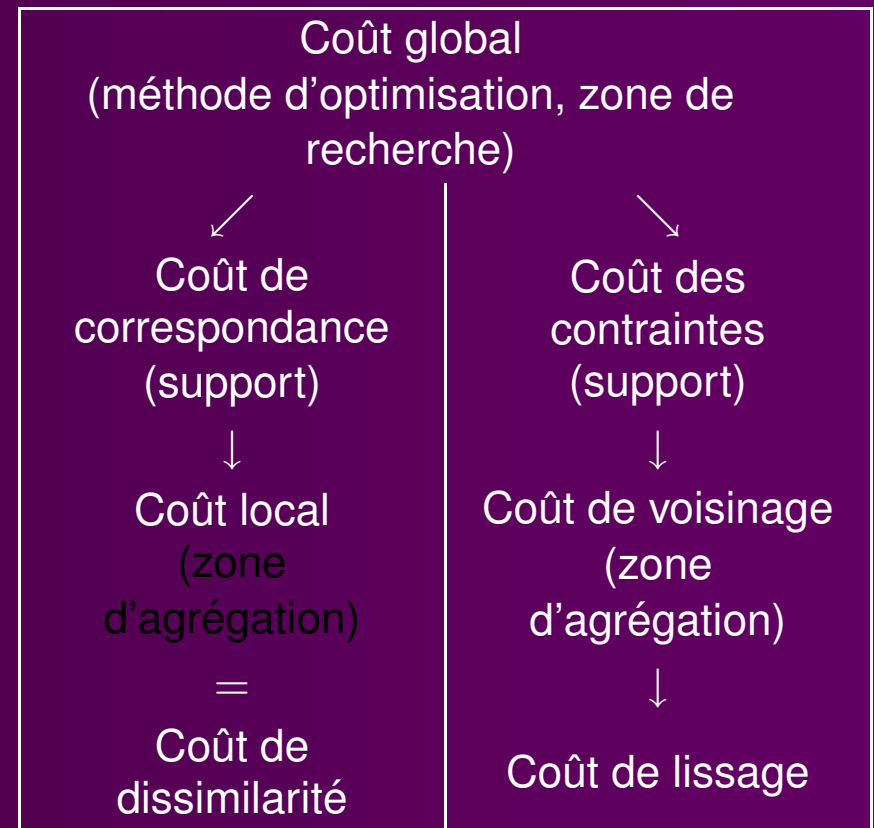 Coût global
(méthode d'optimisation, zone de
recherche)
↙ ↘
Coût de
correspondance
(support)
↓
Coût local
(zone
d'agrégation)
=
Coût de
dissimilarité
Coût des
contraintes
(support)
↓
Coût de voisinage
(zone
d'agrégation)
↓
Coût de lissage